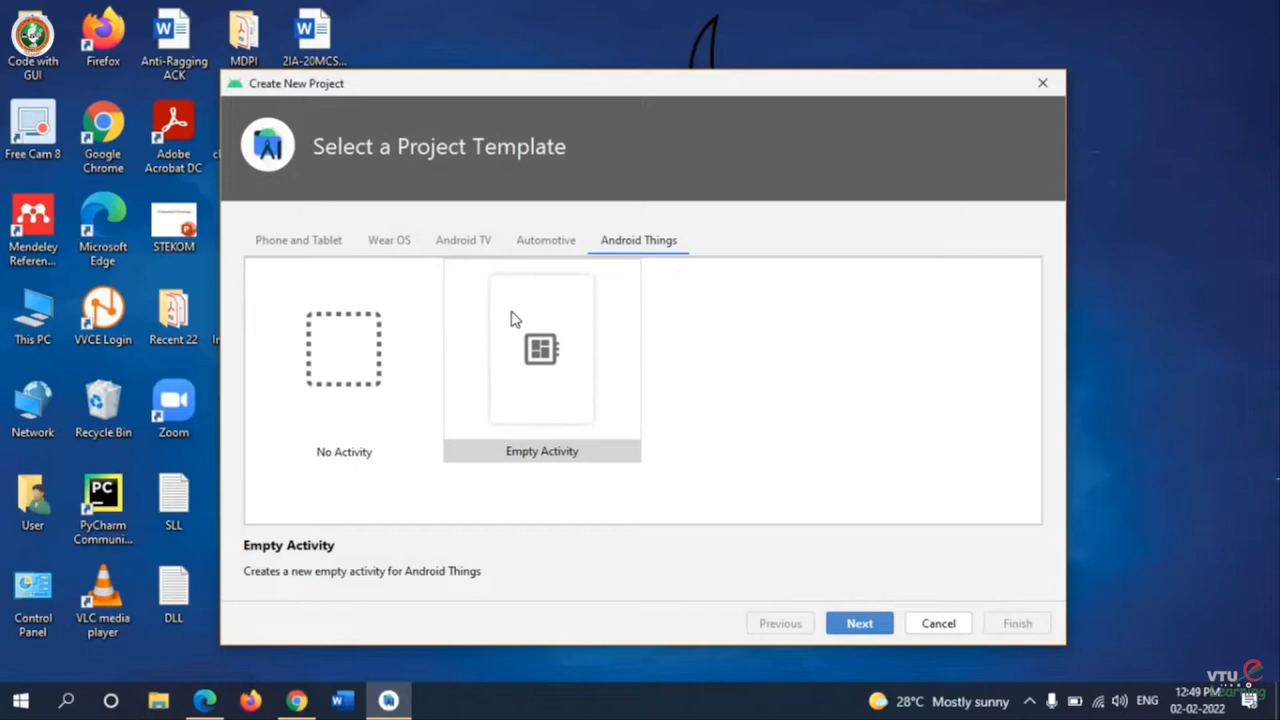 Code with
GUI
Firefox
Anti-Ragging
ACK
MDPI
2IA-20MCS...
Free Cam 8
Google
Chrome
Adobe
Acrobat DC
Mendeley
Referen...
Microsoft
Edge
STEKOM
This PC
VVCE Login
Recent 22
Network
Recycle Bin
Zoom
User
PC
PyCharm
Communi...
SLL
Control
Panel
VLC media
player
DLL
Create New Project
Select a Project Template
Phone and Tablet
Wear OS
Android TV
Automotive
Android Things
No Activity
Empty Activity
Empty Activity
Creates a new empty activity for Android Things
Previous
Next
Cancel
Finish
28°C Mostly sunny
ENG
12:49 PM
02-02-2022
VTU e
Learning